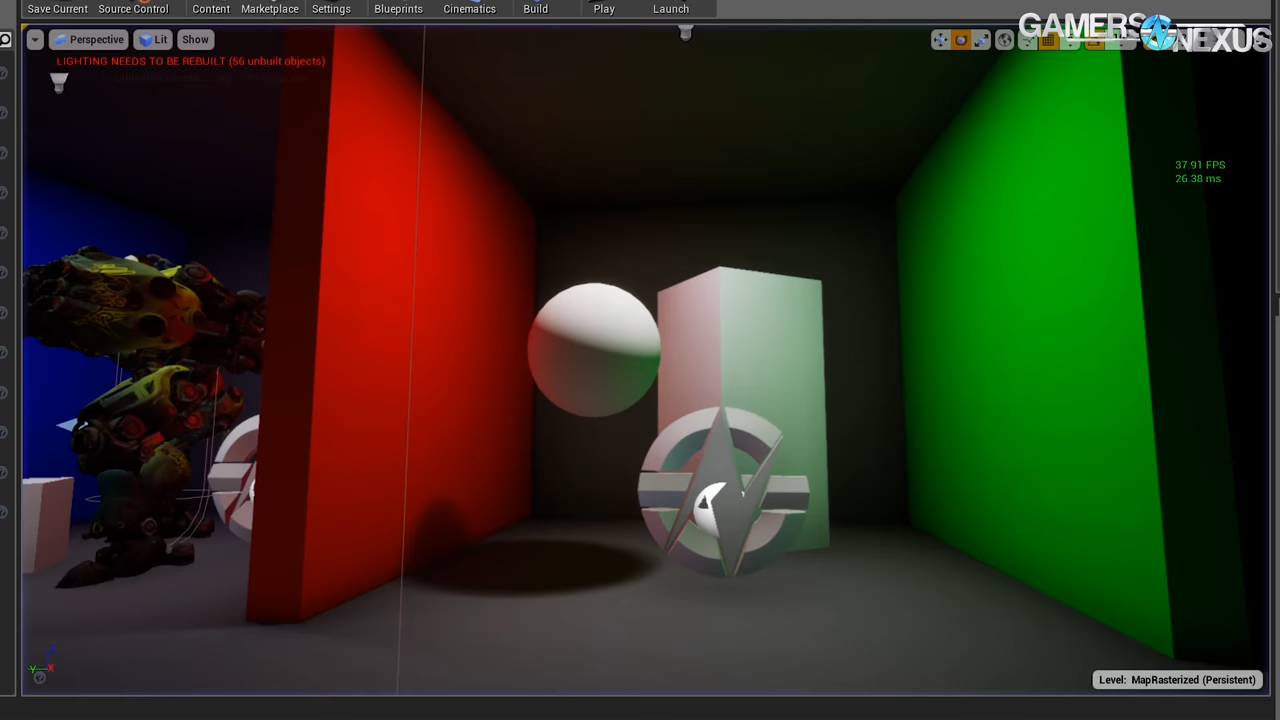 Save Current Source Control Content Marketplace Settings Blueprints Cinematics Build Play Launch
GAMERS NEXUS
Perspective Lit Show
LIGHTING NEEDS TO BE REBUILT (56 unbuilt objects)
37.91 FPS
26.38 ms
Z
Y X
Level: MapRasterized (Persistent)